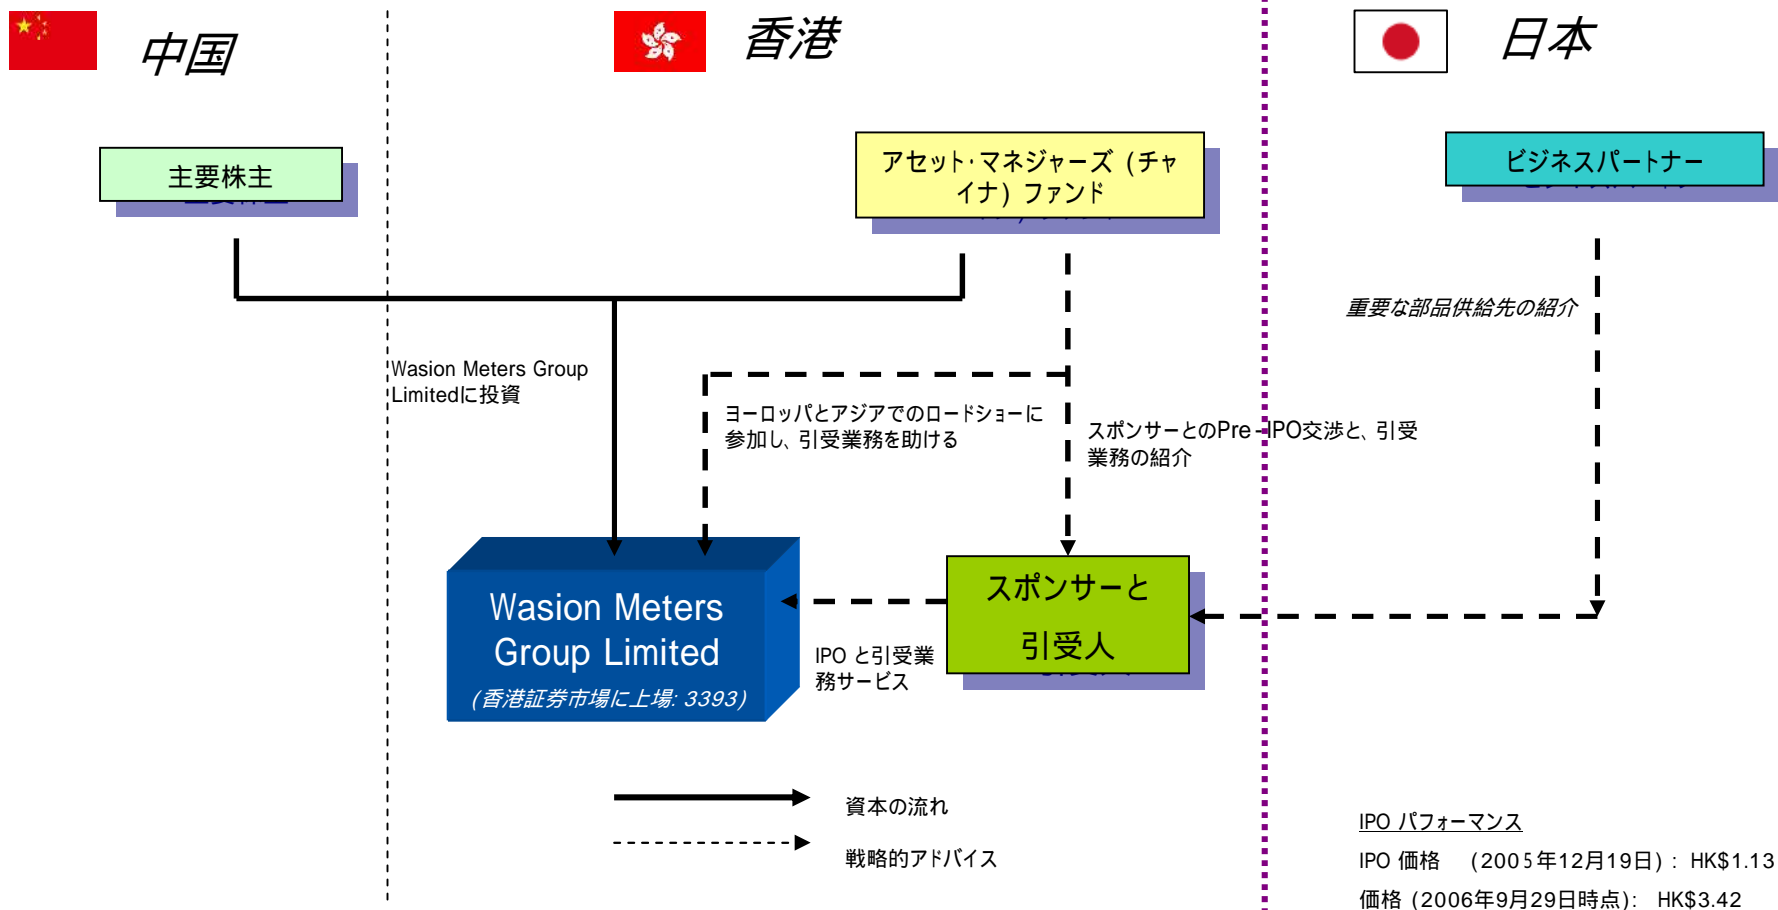 中国
香港
日本
主要株主
アセット・マネジャーズ (チャ
イナ) ファンド
ビジネスパートナー
重要な部品供給先の紹介
Wasion Meters Group
Limitedに投資
ヨーロッパとアジアでのロードショーに
参加し、引受業務を助ける
スポンサーとのPre-IPO交渉と、引受
業務の紹介
Wasion Meters
Group Limited
(香港証券市場に上場: 3393)
スポンサーと
引受人
IPO と引受業
務サービス
資本の流れ
戦略的アドバイス
IPO パフォーマンス
IPO 価格 (2005年12月19日) : HK$1.13
価格 (2006年9月29日時点): HK$3.42